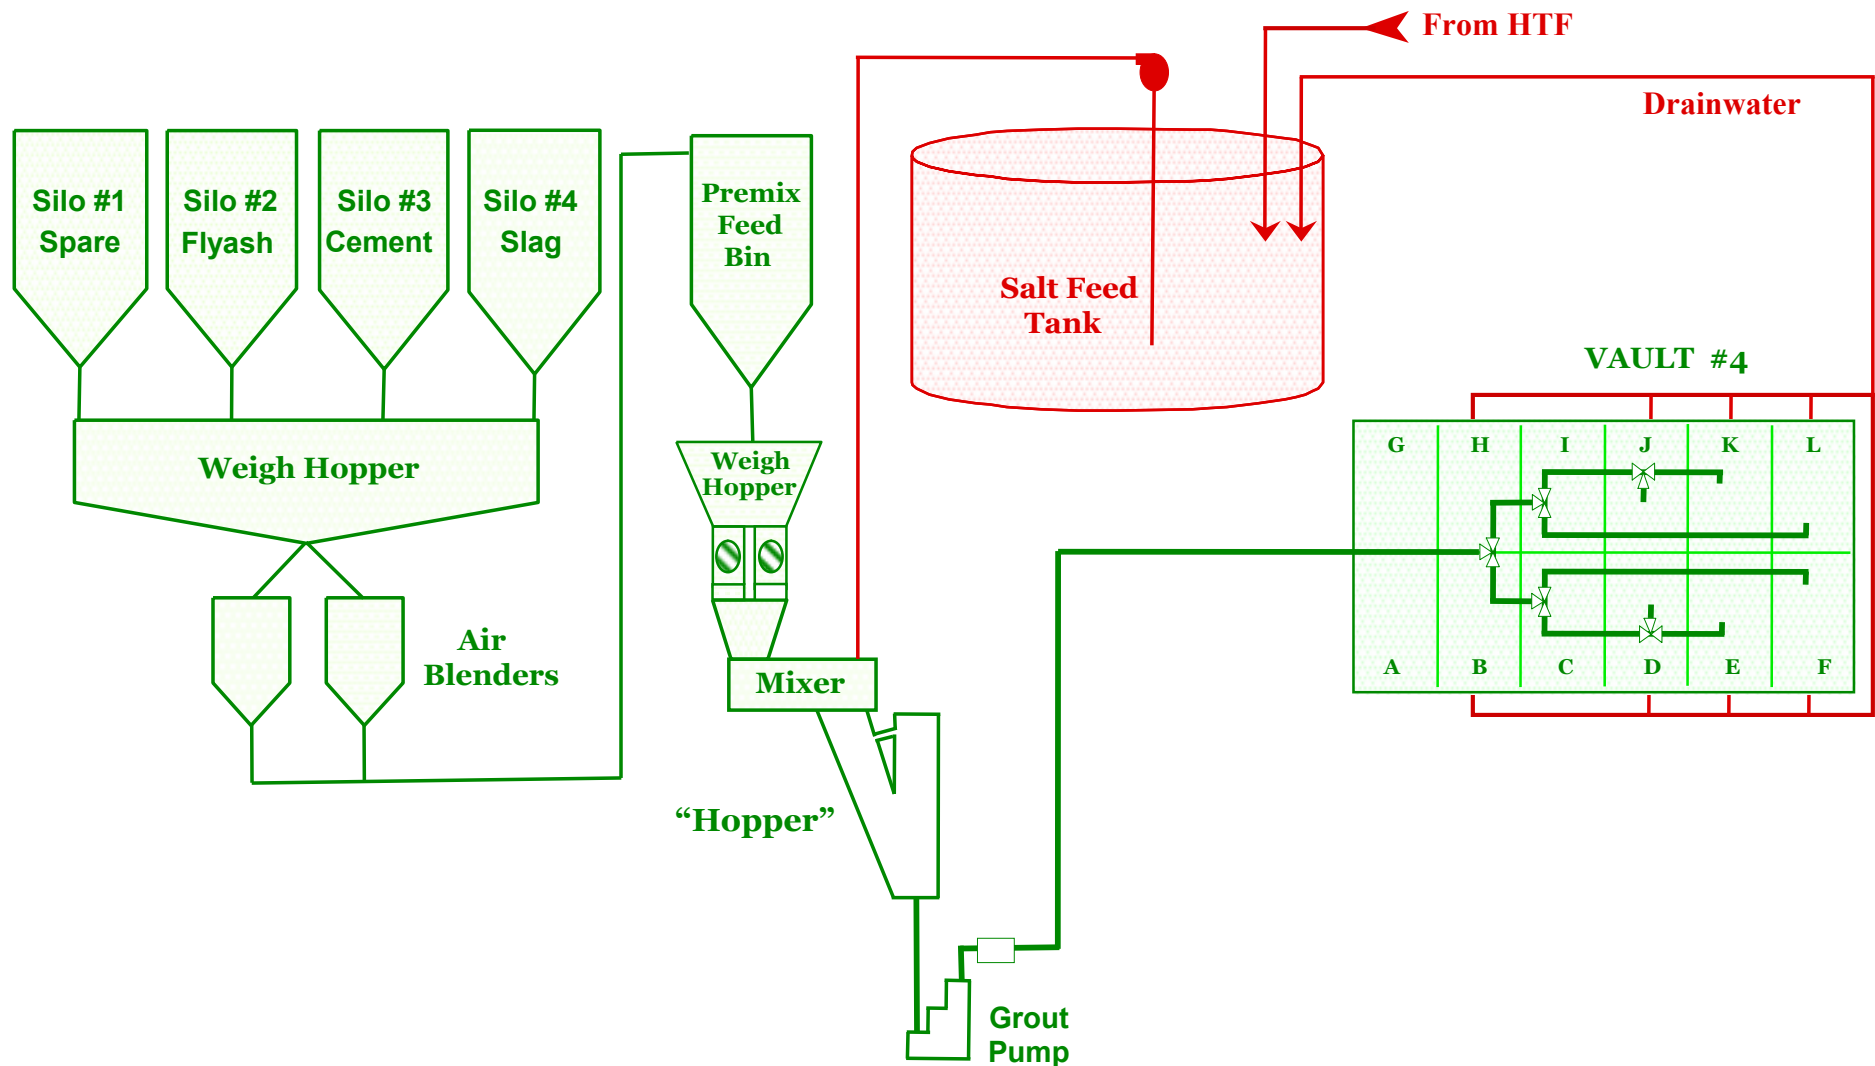 From HTF
Drainwater
Silo #1
Spare
Silo #2
Flyash
Silo #3
Cement
Silo #4
Slag
Premix
Feed
Bin
Salt Feed
Tank
VAULT #4
Weigh Hopper
Weigh
Hopper
G H I J K L
Air
Blenders
Mixer
A B C D E F
“Hopper”
Grout
Pump